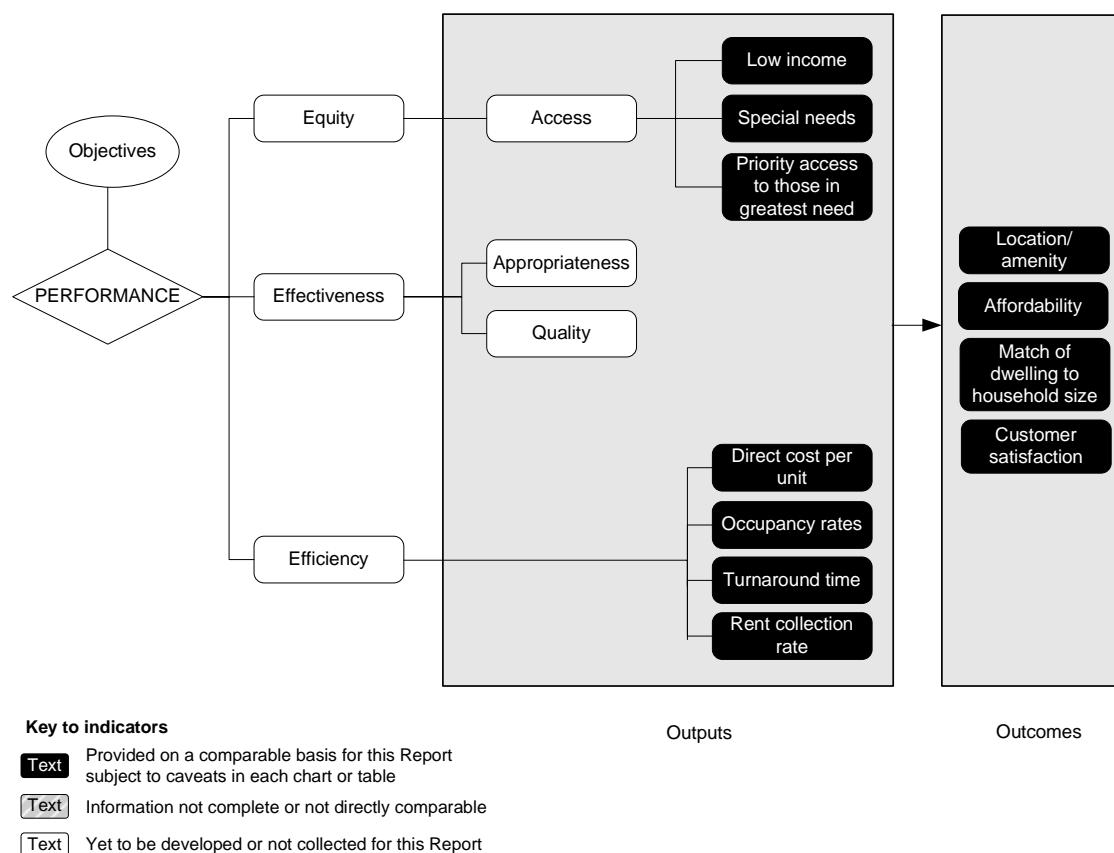 Objectives
PERFORMANCE
Equity
Access
Low income
Special needs
Priority access
to those in
greatest need
Effectiveness
Appropriateness
Quality
Efficiency
Direct cost per
unit
Occupancy rates
Turnaround time
Rent collection
rate
Location/
amenity
Affordability
Match of
dwelling to
household size
Customer
satisfaction
Outputs
Outcomes
Key to indicators
Text
Provided on a comparable basis for this Report
subject to caveats in each chart or table
Text
Information not complete or not directly comparable
Text
Yet to be developed or not collected for this Report